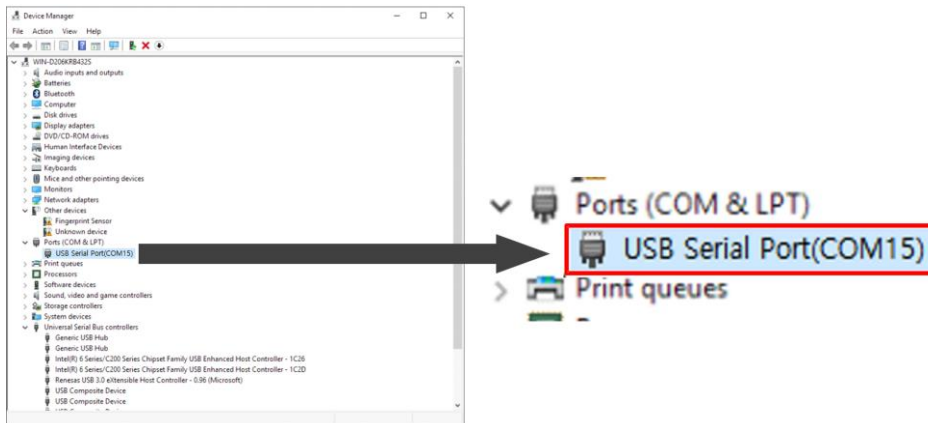 Device Manager
File Action View Help
WIN-D206KRB432S
Audio inputs and outputs
Batteries
Bluetooth
Computer
Disk drives
Display adapters
DVD/CD-ROM drives
Human Interface Devices
Imaging devices
Keyboards
Mice and other pointing devices
Monitors
Network adapters
Other devices
Fingerprint Sensor
Unknown device
Ports (COM & LPT)
USB Serial Port(COM15)
Print queues
Processors
Software devices
Sound, video and game controllers
Storage controllers
System devices
Universal Serial Bus controllers
Generic USB Hub
Generic USB Hub
Intel(R) 6 Series/C200 Series Chipset Family USB Enhanced Host Controller - 1C26
Intel(R) 6 Series/C200 Series Chipset Family USB Enhanced Host Controller - 1C2D
Renesas USB 3.0 eXtensible Host Controller - 0.96 (Microsoft)
USB Composite Device
USB Composite Device
Ports (COM & LPT)
USB Serial Port(COM15)
Print queues